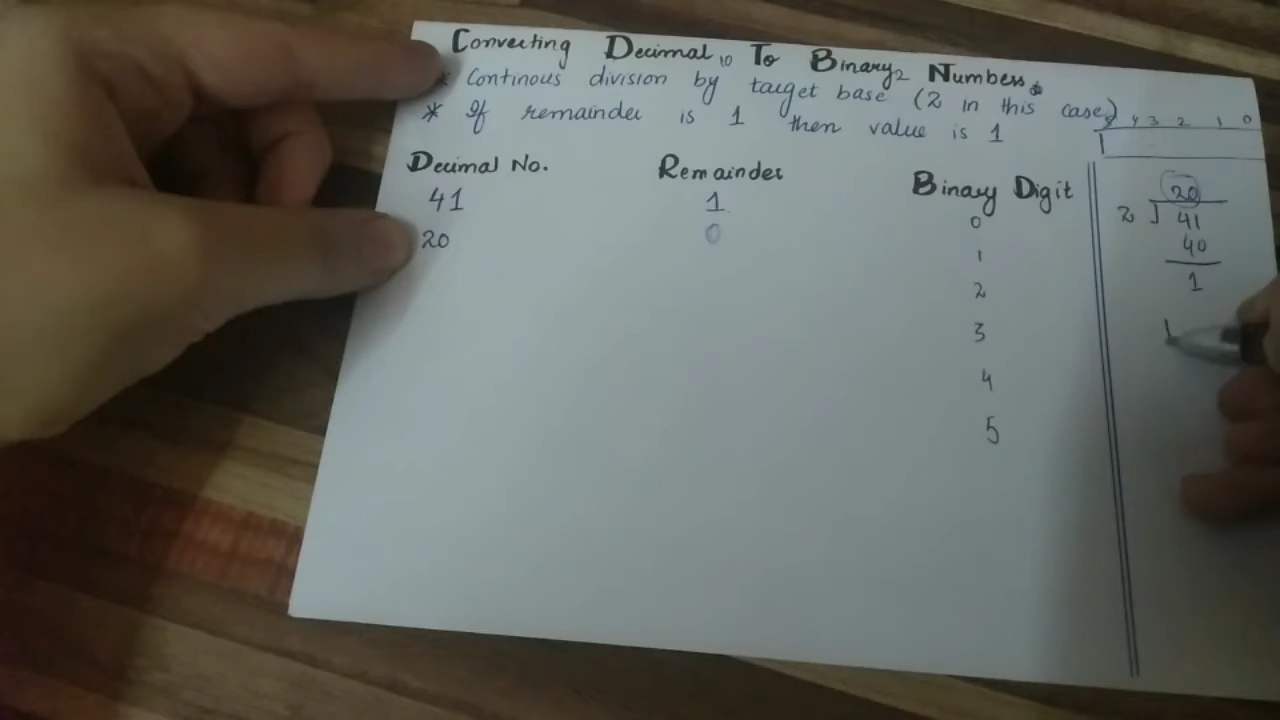 Converting Decimal10 To Binary2 Numbers.
* Continous division by target base (2 in this case)
* If remainder is 1 then value is 1
5 4 3 2 1 0
Decimal No. Remainder Binary Digit
41 1 0
20 0 1
2
3
4
5
20
2 41
40
1